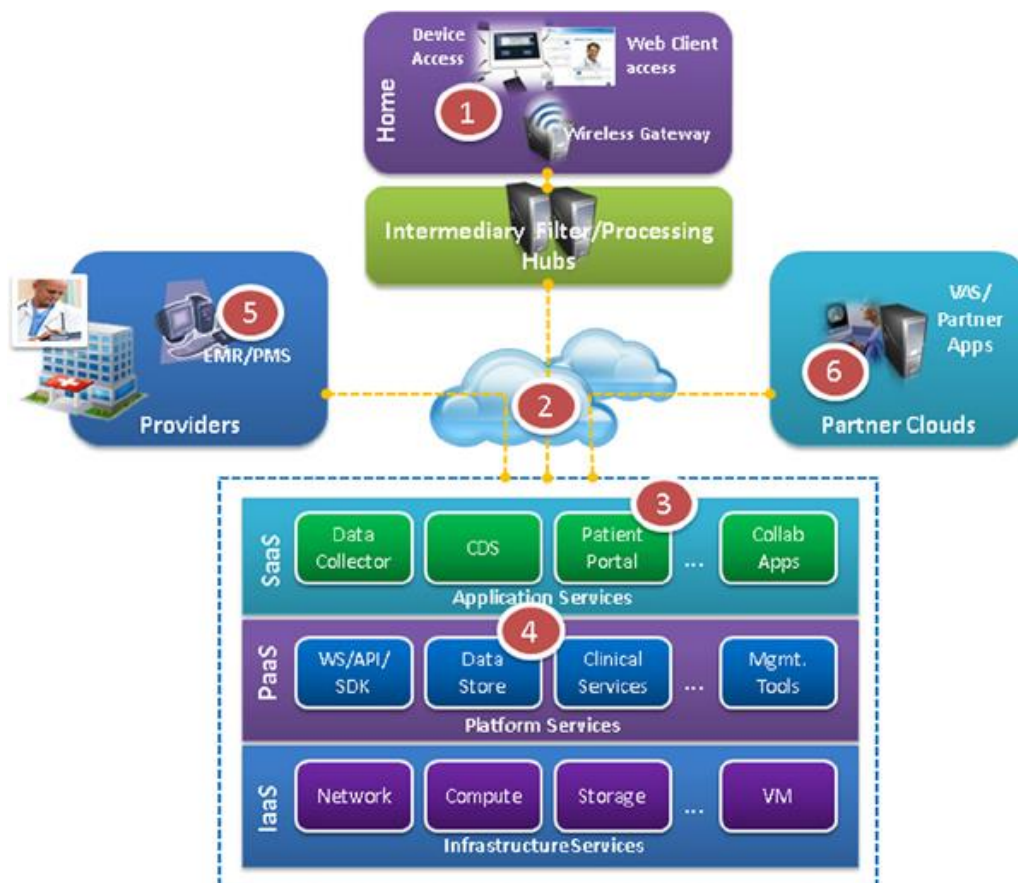 Device
Access
Web Client
access
Home
1
Wireless Gateway
Intermediary Filter/Processing
Hubs
5
EMR/PMS
Providers
2
VAS/
Partner
Apps
6
Partner Clouds
3
SaaS
Data
Collector
CDS
Patient
Portal
...
Collab
Apps
Application Services
4
PaaS
WS/API/
SDK
Data
Store
Clinical
Services
...
Mgmt.
Tools
Platform Services
IaaS
Network
Compute
Storage
...
VM
InfrastructureServices